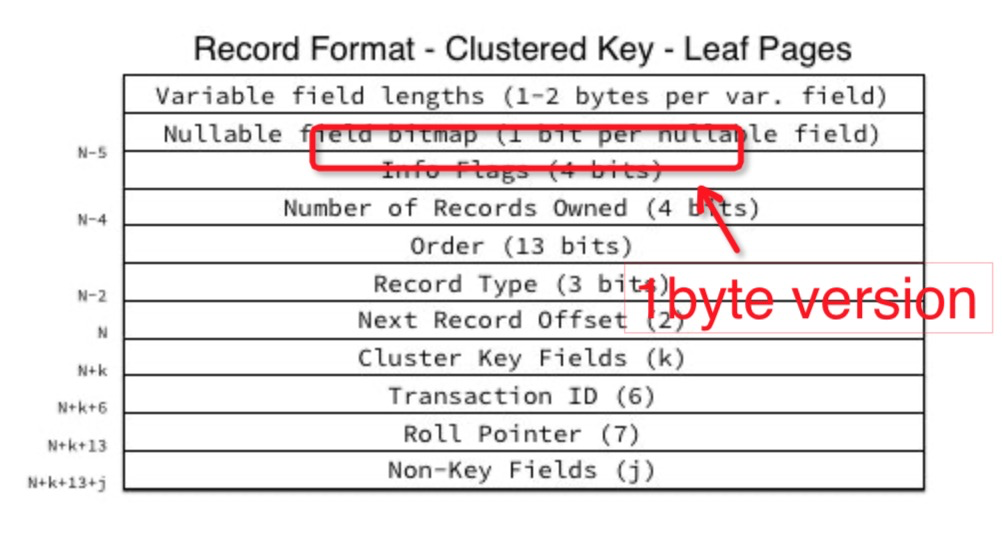 Record Format - Clustered Key - Leaf Pages
Variable field lengths (1-2 bytes per var. field)
Nullable field bitmap (1 bit per nullable field)
N-5
Info Flags (4 bits)
Number of Records Owned (4 bits)
N-4
Order (13 bits)
Record Type (3 bits)
N-2
1byte version
Next Record Offset (2)
N
Cluster Key Fields (k)
N+k
Transaction ID (6)
N+k+6
Roll Pointer (7)
N+k+13
Non-Key Fields (j)
N+k+13+j